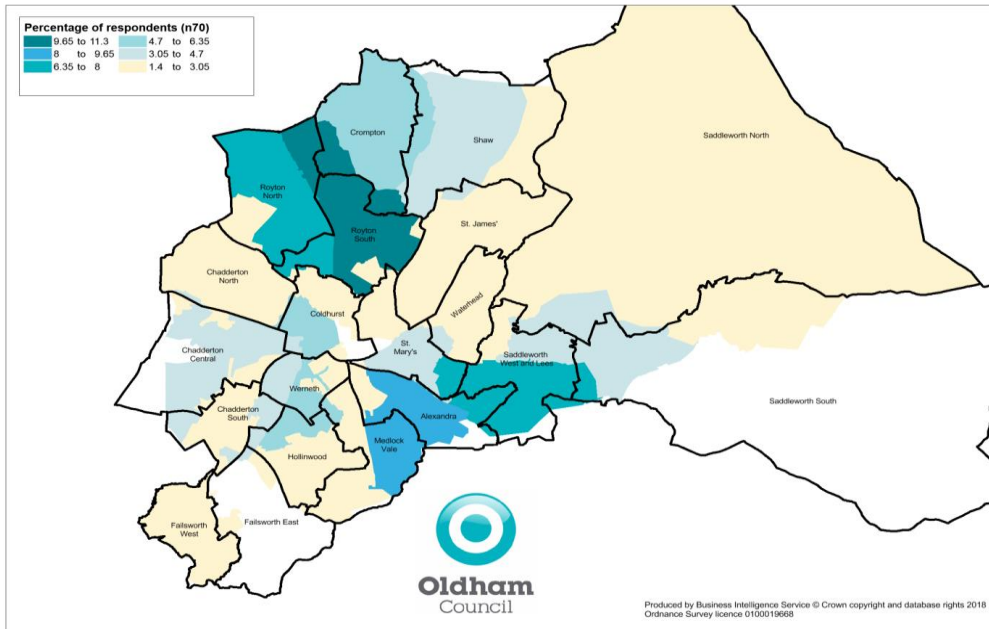 Percentage of respondents (n70)
9.65 to 11.3
8 to 9.65
6.35 to 8
4.7 to 6.35
3.05 to 4.7
1.4 to 3.05
Crompton
Shaw
Saddleworth North
Royton
North
Royton
South
St. James'
Chadderton
North
Coldhurst
Waterhead
Chadderton
Central
St.
Mary's
Saddleworth
West and Lees
Werneth
Saddleworth South
Chadderton
South
Alexandra
Medlock
Vale
Hollinwood
Failsworth
West
Failsworth East
Oldham
Council
Produced by Business Intelligence Service © Crown copyright and database rights 2018
Ordnance Survey licence 0100019668